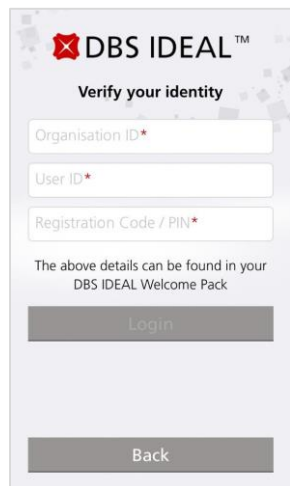 DBS IDEAL™
Verify your identity
Organisation ID*
User ID*
Registration Code / PIN*
The above details can be found in your
DBS IDEAL Welcome Pack
Login
Back